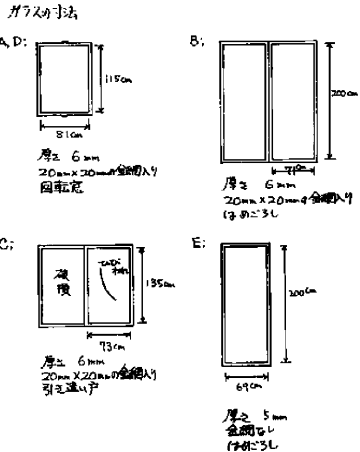 ガラスの寸法
A, D;
115cm
81cm
厚さ 6mm
20mm×20mmの金網入り
回転窓
B;
200cm
71cm
厚さ 6mm
20mm×20mmの金網入り
はめごろし
C;
破損
ひびわれ
135cm
73cm
厚さ 6mm
20mm×20mmの金網入り
引き違い戸
E;
200cm
69cm
厚さ 5mm
金網なし
はめごろし